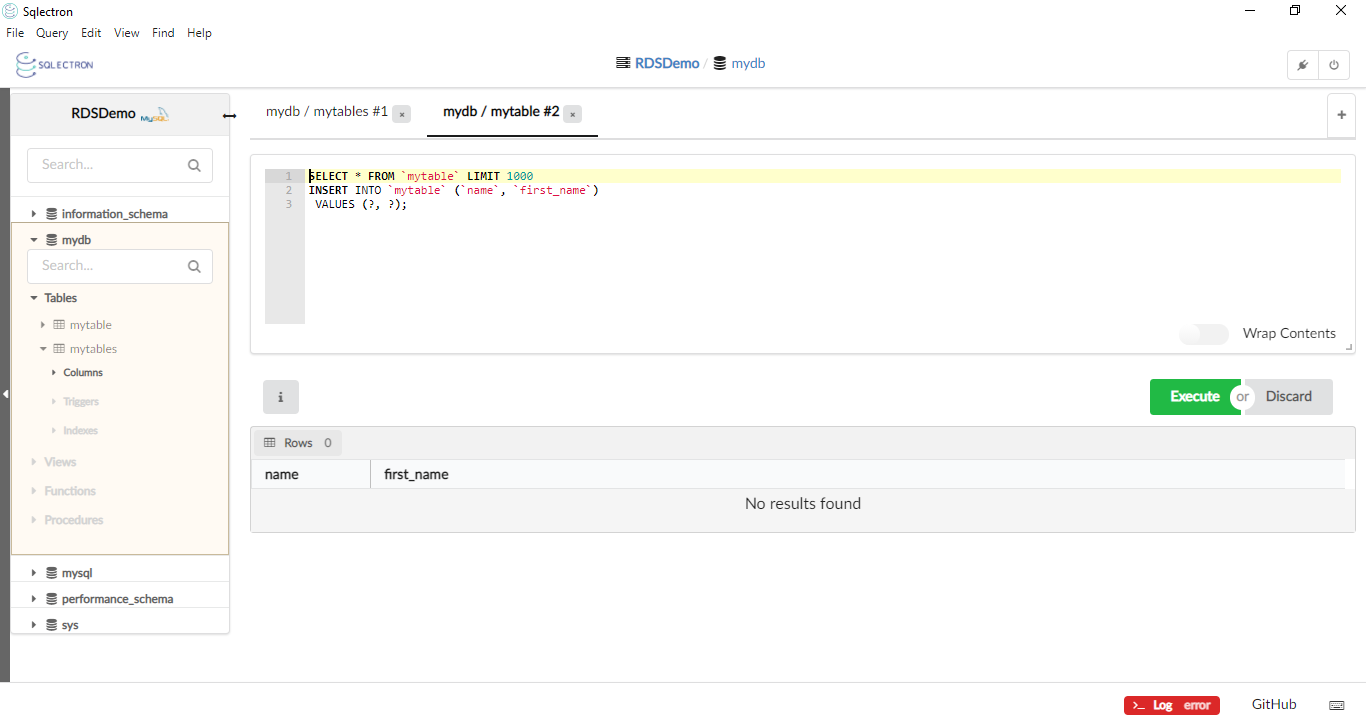 Sqlectron
File Query Edit View Find Help
SQLECTRON
RDSDemo / mydb
RDSDemo MySQL
mydb / mytables #1 ×
mydb / mytable #2 ×
+
Search...
information_schema
mydb
Search...
Tables
mytable
mytables
Columns
Triggers
Indexes
Views
Functions
Procedures
mysql
performance_schema
sys
1 SELECT * FROM `mytable` LIMIT 1000
2 INSERT INTO `mytable` (`name`, `first_name`)
3 VALUES (?, ?);
Wrap Contents
i
Execute or Discard
Rows 0
name first_name
No results found
>_ Log error
GitHub